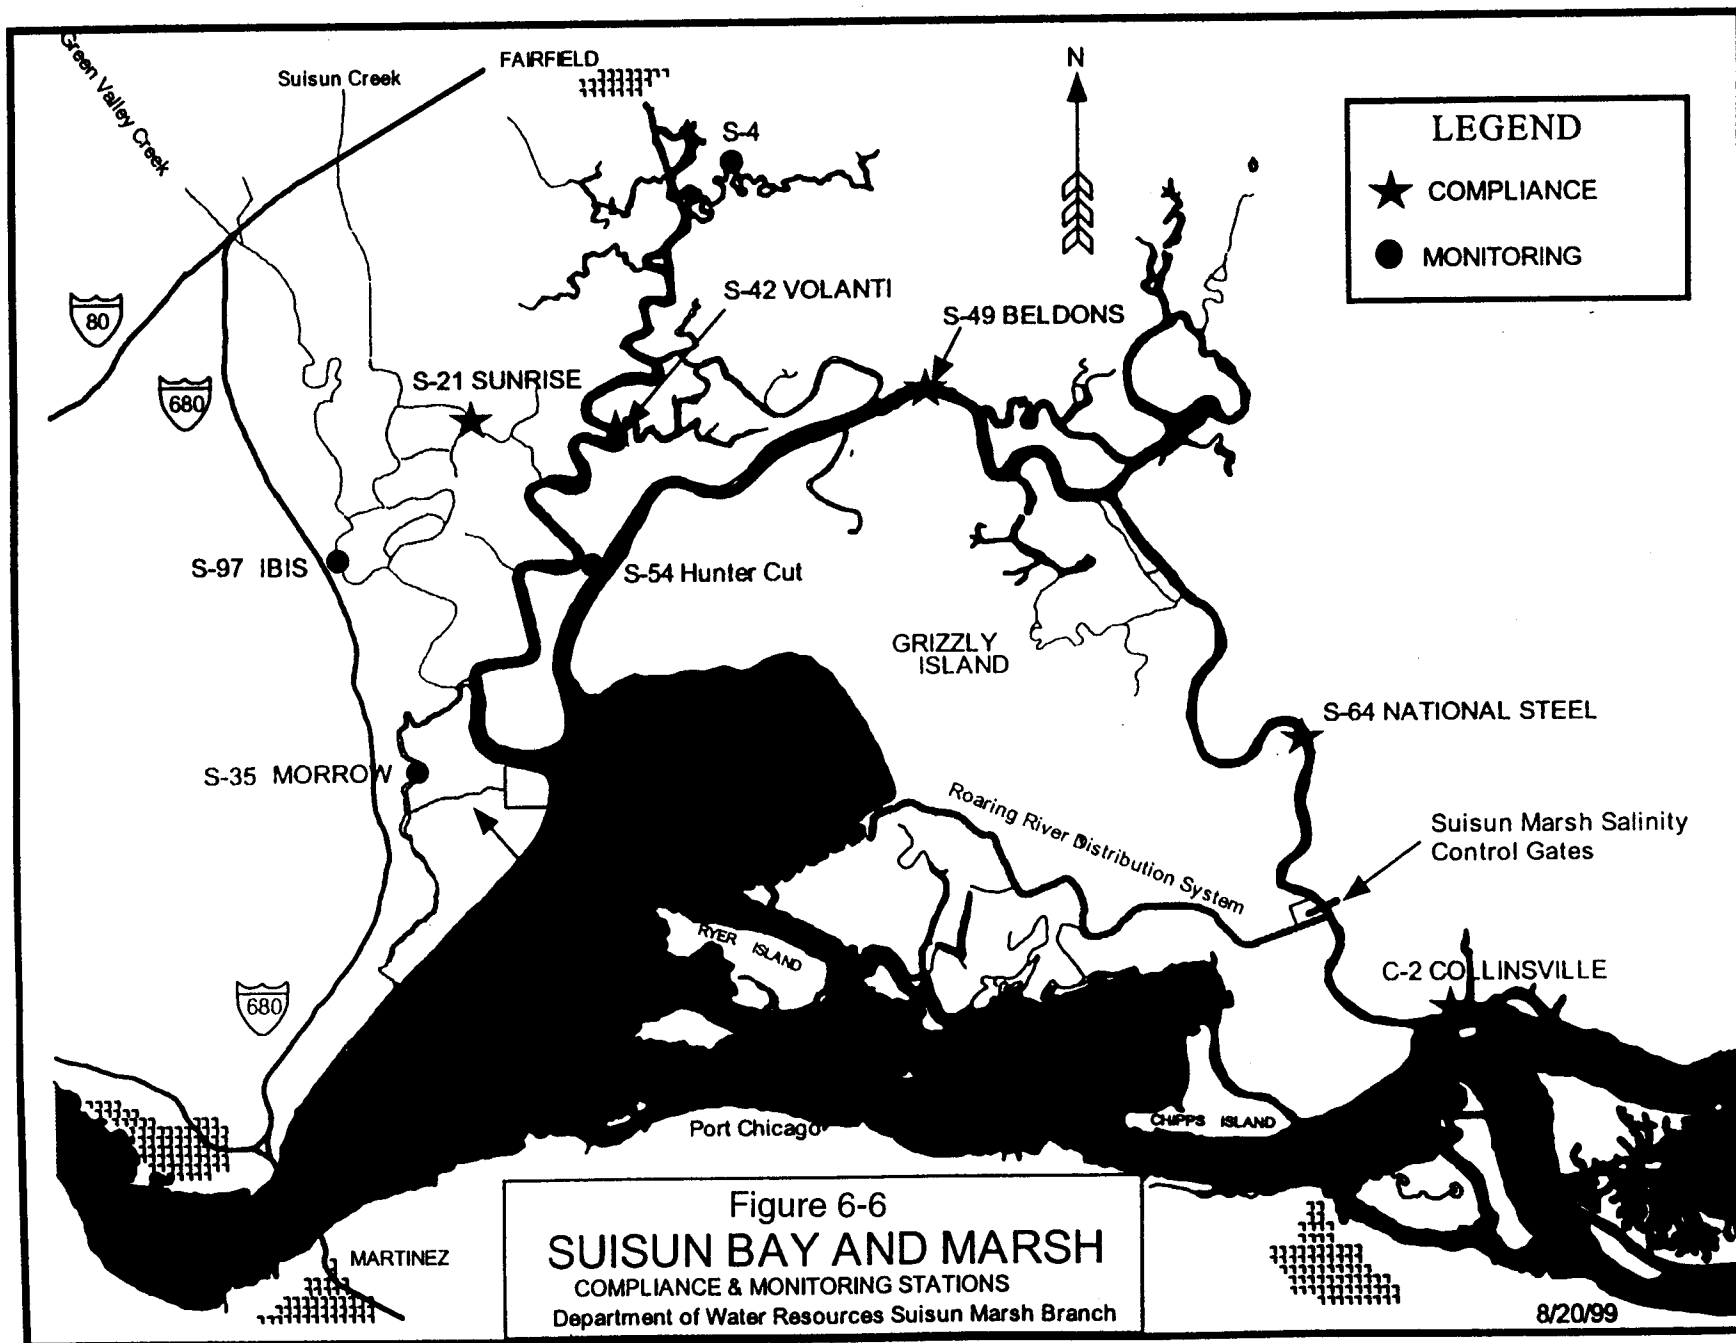 Green Valley Creek
Suisun Creek
FAIRFIELD
N
S-4
LEGEND
COMPLIANCE
MONITORING
S-42 VOLANTI
S-49 BELDONS
80
680
S-21 SUNRISE
S-97 IBIS
S-54 Hunter Cut
GRIZZLY
ISLAND
S-64 NATIONAL STEEL
S-35 MORROW
Roaring River Distribution System
Suisun Marsh Salinity
Control Gates
RYER ISLAND
C-2 COLLINSVILLE
680
Port Chicago
CHIPPS ISLAND
MARTINEZ
Figure 6-6
SUISUN BAY AND MARSH
COMPLIANCE & MONITORING STATIONS
Department of Water Resources Suisun Marsh Branch
8/20/99